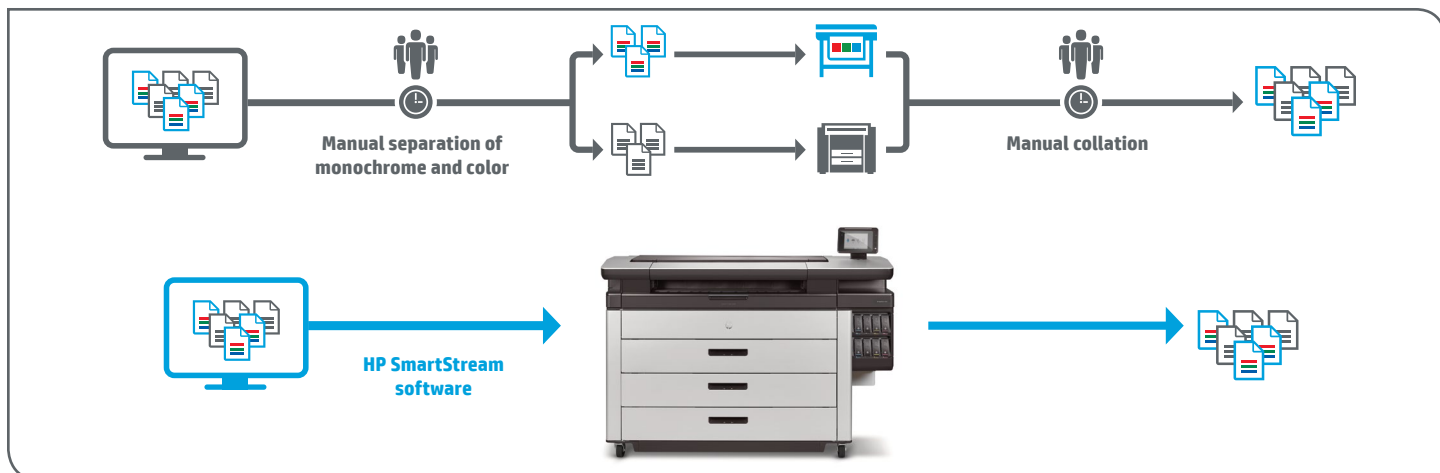 Manual separation of
monochrome and color
Manual collation
HP SmartStream
software